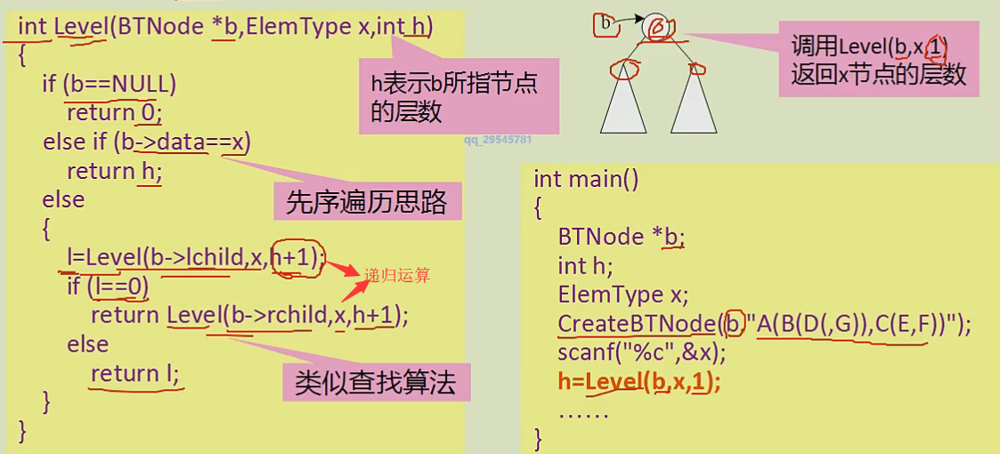 int Level(BTNode *b,ElemType x,int h)
{
if (b==NULL)
return 0;
else if (b->data==x)
return h;
else
{
l=Level(b->lchild,x,h+1);
if (l==0)
return Level(b->rchild,x,h+1);
else
return l;
}
}
h表示b所指节点
的层数
先序遍历思路
递归运算
类似查找算法
b
B
调用Level(b,x,1)
返回x节点的层数
qq_29545781
int main()
{
BTNode *b;
int h;
ElemType x;
CreateBTNode(b,"A(B(D(,G)),C(E,F))");
scanf("%c",&x);
h=Level(b,x,1);
……
}